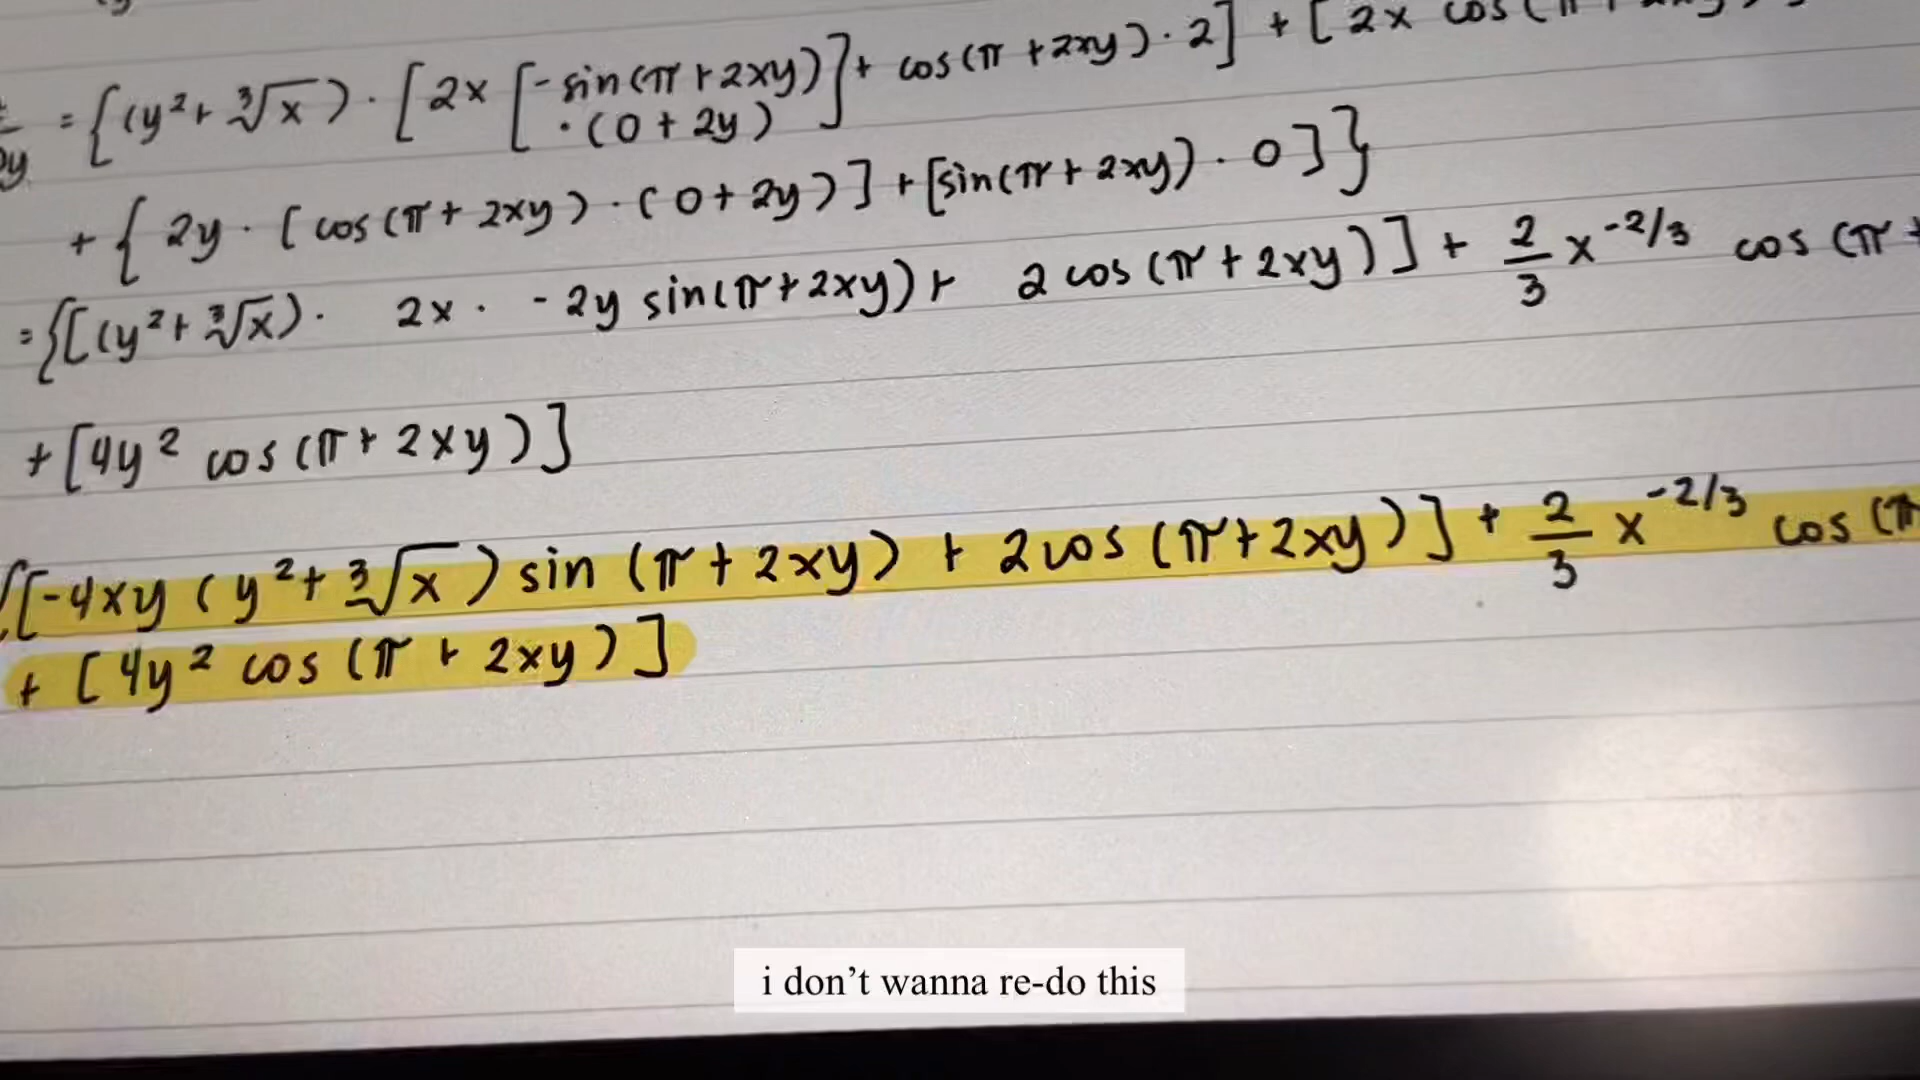 = {(y² + ∛x) · [2x [-sin(π + 2xy)] + cos(π + 2xy) · 2] + [2x cos(π
∂y · (0 + 2y)
+ { 2y · [cos(π + 2xy) · (0 + 2y)] + [sin(π + 2xy) · 0]}
= {[(y² + ∛x) · 2x · -2y sin(π + 2xy) + 2 cos(π + 2xy)] + 2/3 x^-2/3 cos(π +
+ [4y² cos(π + 2xy)]
{[-4xy (y² + ∛x) sin (π + 2xy) + 2cos (π + 2xy)] + 2/3 x^-2/3 cos (π
+ [4y² cos (π + 2xy)]
i don't wanna re-do this